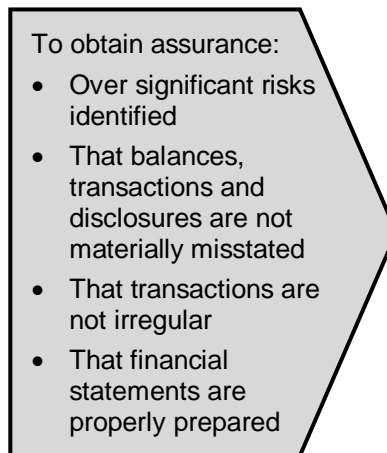 To obtain assurance:
• Over significant risks
identified
• That balances,
transactions and
disclosures are not
materially misstated
• That transactions are
not irregular
• That financial
statements are
properly prepared